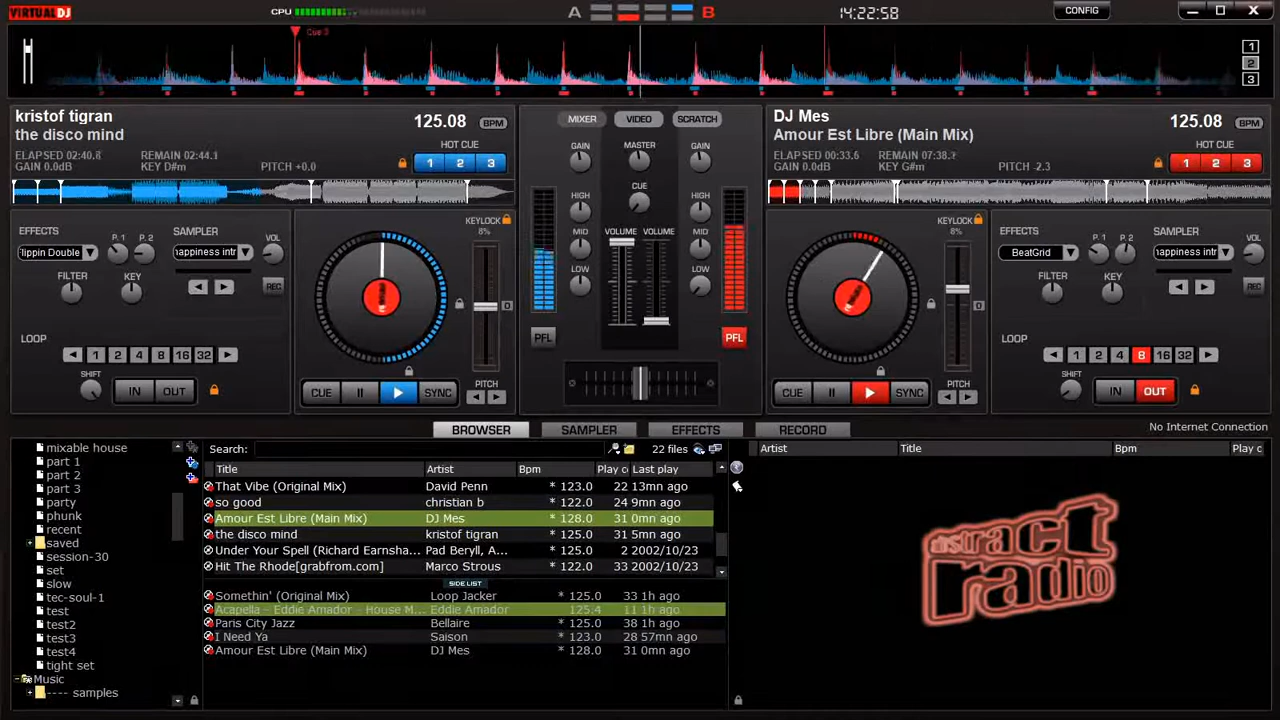 VIRTUAL DJ
CPU
A
B
14:22:58
CONFIG
Cue 3
1
2
3
kristof tigran
the disco mind
125.08
BPM
ELAPSED 02:40.8 REMAIN 02:44.1
GAIN 0.0dB KEY D#m PITCH +0.0
HOT CUE
1 2 3
MIXER VIDEO SCRATCH
GAIN MASTER GAIN
HIGH CUE HIGH
MID VOLUME VOLUME MID
LOW LOW
PFL PFL
DJ Mes
Amour Est Libre (Main Mix)
125.08
BPM
ELAPSED 00:33.6 REMAIN 07:38.7
GAIN 0.0dB KEY G#m PITCH -2.3
HOT CUE
1 2 3
EFFECTS P. 1 P. 2 SAMPLER VOL
lippin Double happiness intr
FILTER KEY REC
LOOP
1 2 4 8 16 32
SHIFT IN OUT
KEYLOCK
8%
0
CUE SYNC PITCH
EFFECTS P. 1 P. 2 SAMPLER VOL
BeatGrid happiness intr
FILTER KEY REC
LOOP
1 2 4 8 16 32
SHIFT IN OUT
KEYLOCK
8%
0
CUE SYNC PITCH
BROWSER SAMPLER EFFECTS RECORD
No Internet Connection
mixable house
part 1
part 2
part 3
party
phunk
recent
saved
session-30
set
slow
tec-soul-1
test
test2
test3
test4
tight set
Music
---- samples
Search: 22 files
Title Artist Bpm Play c Last play
That Vibe (Original Mix) David Penn * 123.0 22 13mn ago
so good christian b * 122.0 24 9mn ago
Amour Est Libre (Main Mix) DJ Mes * 128.0 31 0mn ago
the disco mind kristof tigran * 125.0 31 5mn ago
Under Your Spell (Richard Earnsha... Pad Beryll, A... * 125.0 2 2002/10/23
Hit The Rhode[grabfrom.com] Marco Strous * 122.0 33 2002/10/23
SIDE LIST
Somethin' (Original Mix) Loop Jacker * 125.0 33 1h ago
Acapella - Eddie Amador - House M... Eddie Amador 125.4 11 1h ago
Paris City Jazz Bellaire * 125.0 38 1h ago
I Need Ya Saison * 123.0 28 57mn ago
Amour Est Libre (Main Mix) DJ Mes * 128.0 31 0mn ago
Artist Title Bpm Play c
abstract
radio